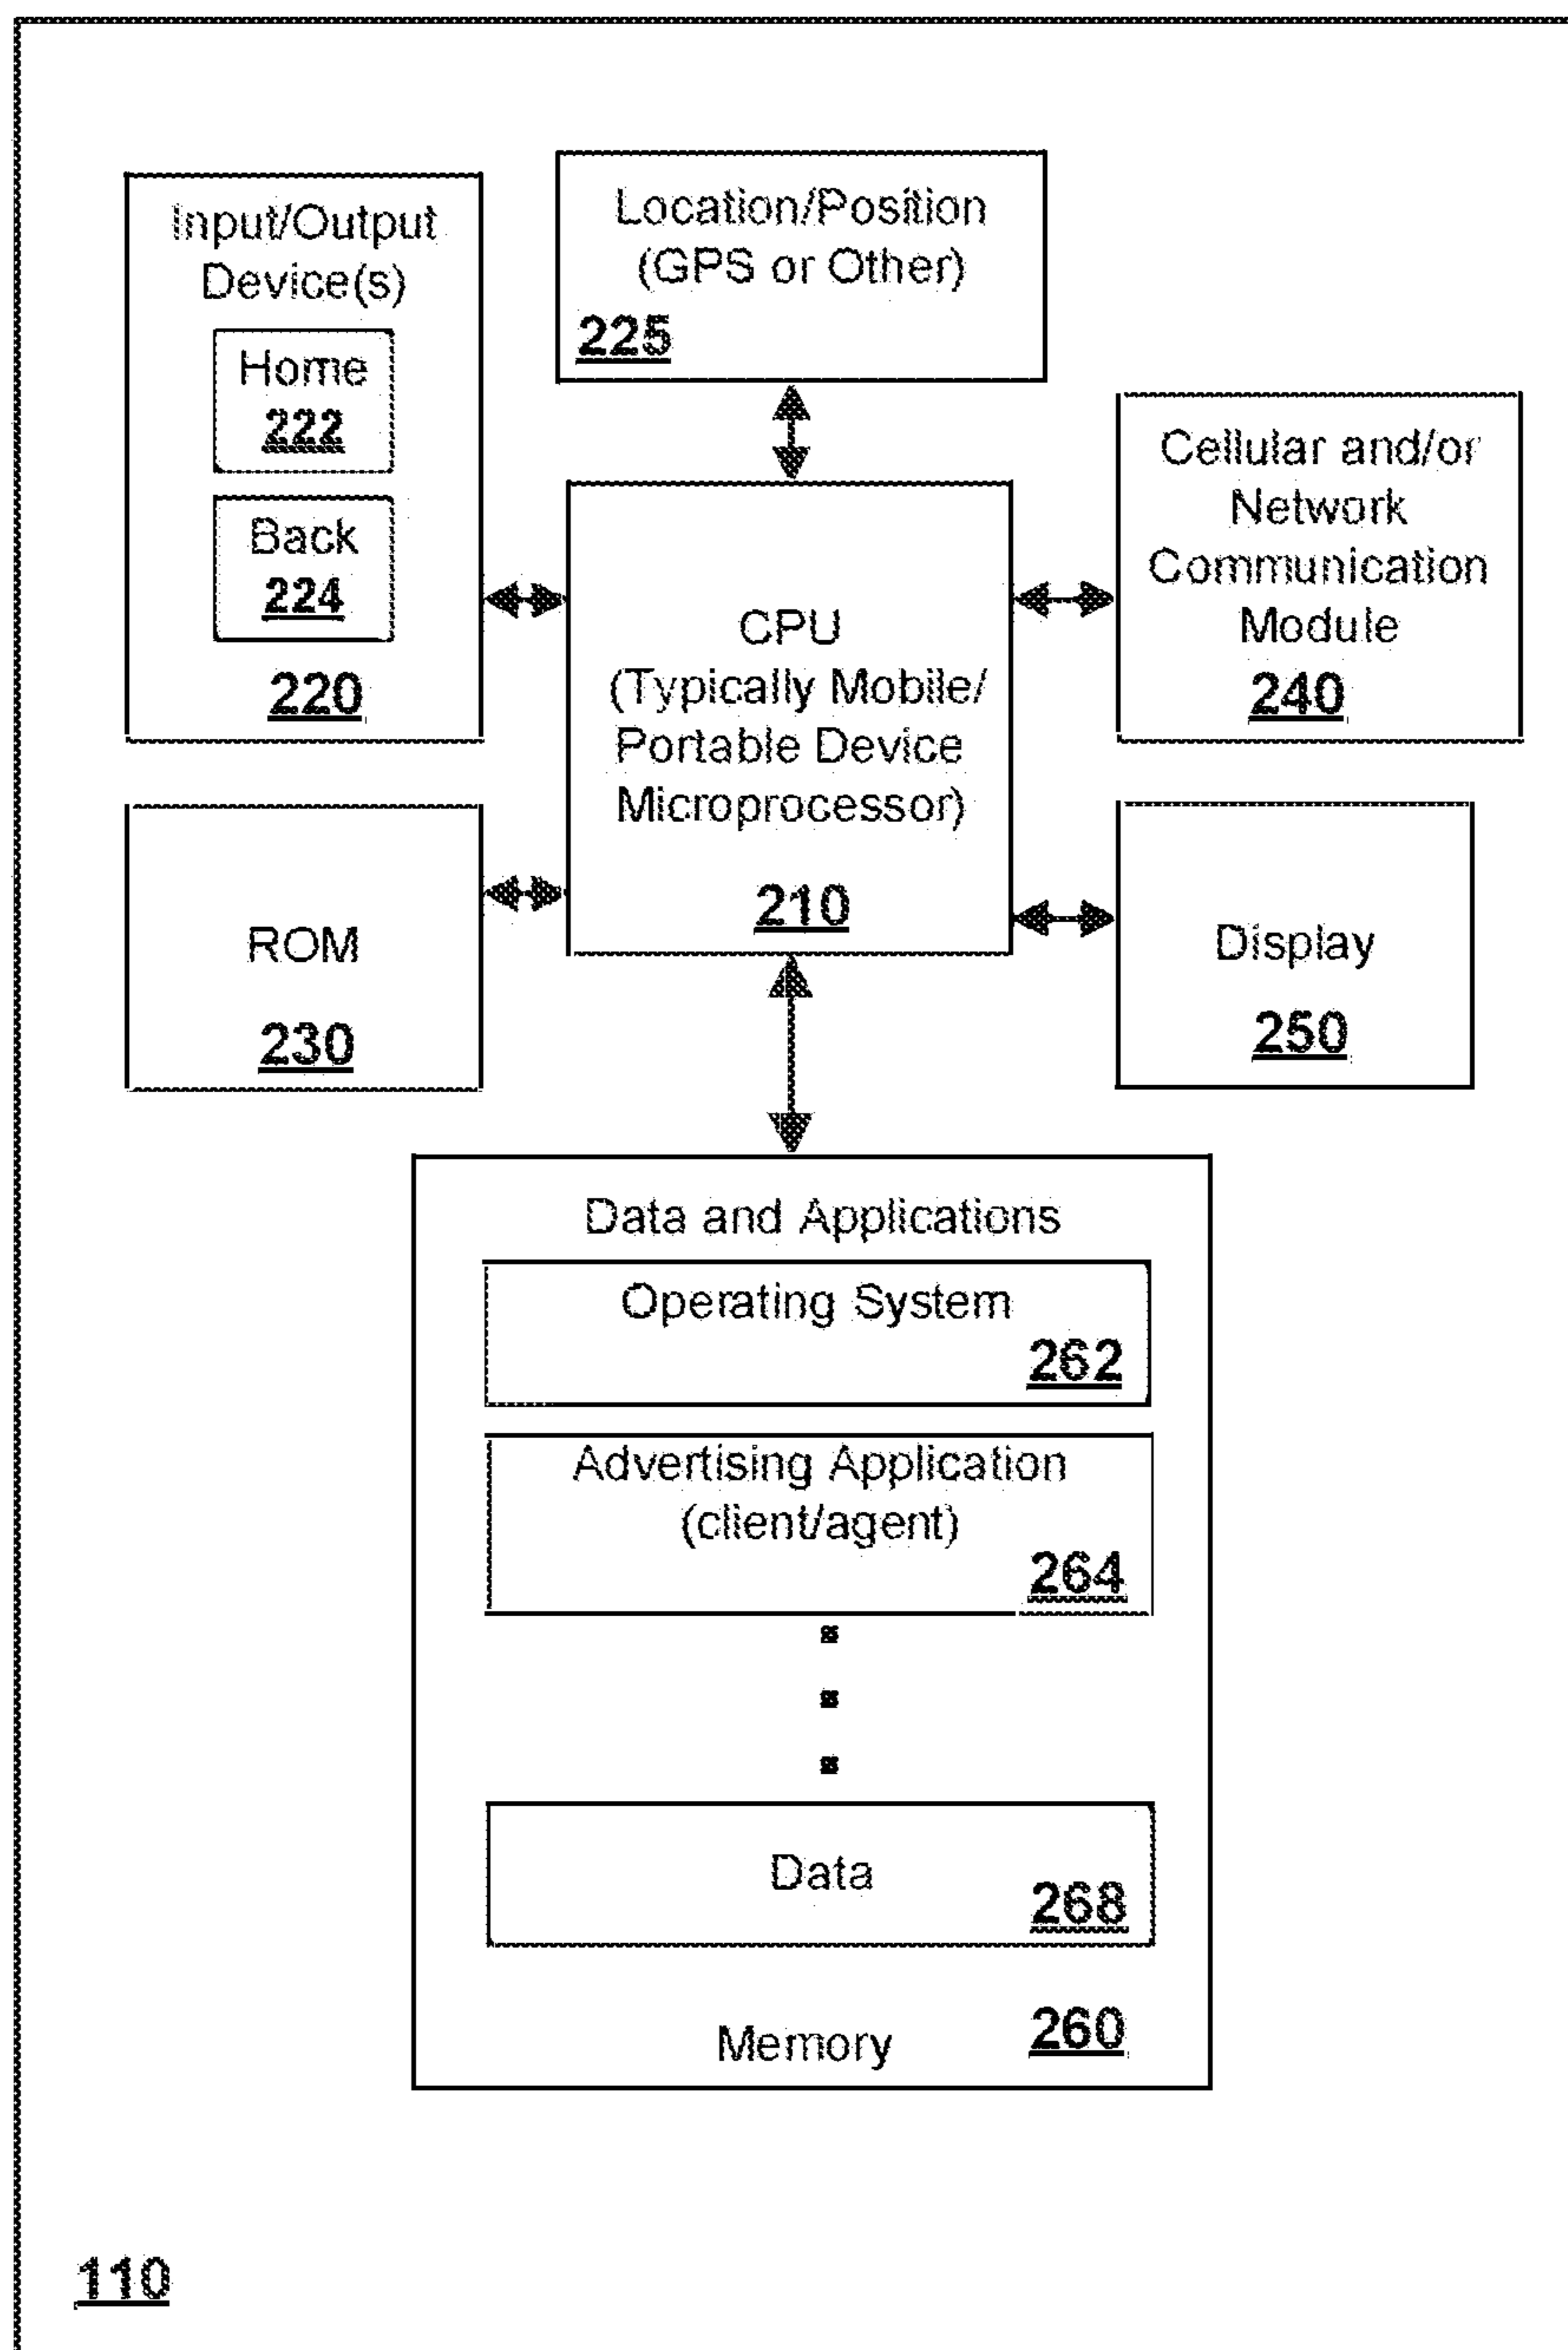 Input/Output
Device(s)
Home
222
Back
224
220
Location/Position
(GPS or Other)
225
Cellular and/or
Network
Communication
Module
240
CPU
(Typically Mobile/
Portable Device
Microprocessor)
210
ROM
230
Display
250
Data and Applications
Operating System
262
Advertising Application
(client/agent)
264
Data
268
Memory
260
110